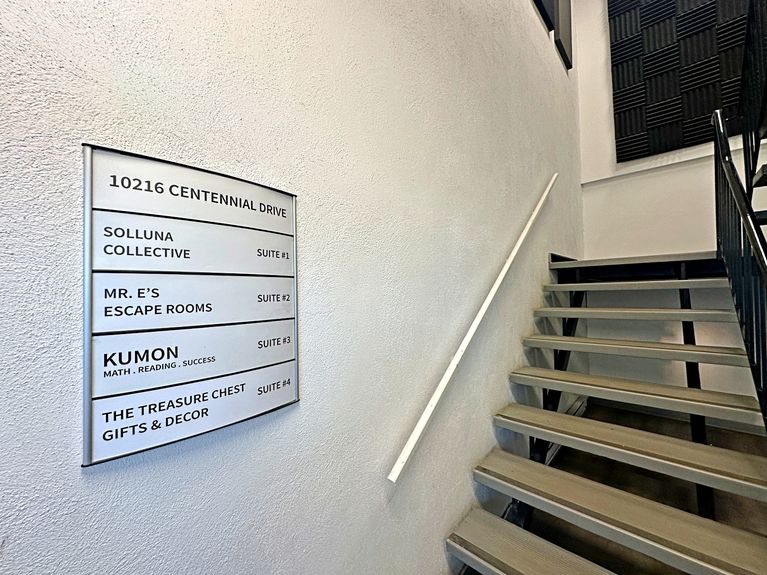 10216 CENTENNIAL DRIVE
SOLLUNA
COLLECTIVE SUITE #1
MR. E'S
ESCAPE ROOMS SUITE #2
KUMON SUITE #3
MATH . READING . SUCCESS
THE TREASURE CHEST SUITE #4
GIFTS & DECOR